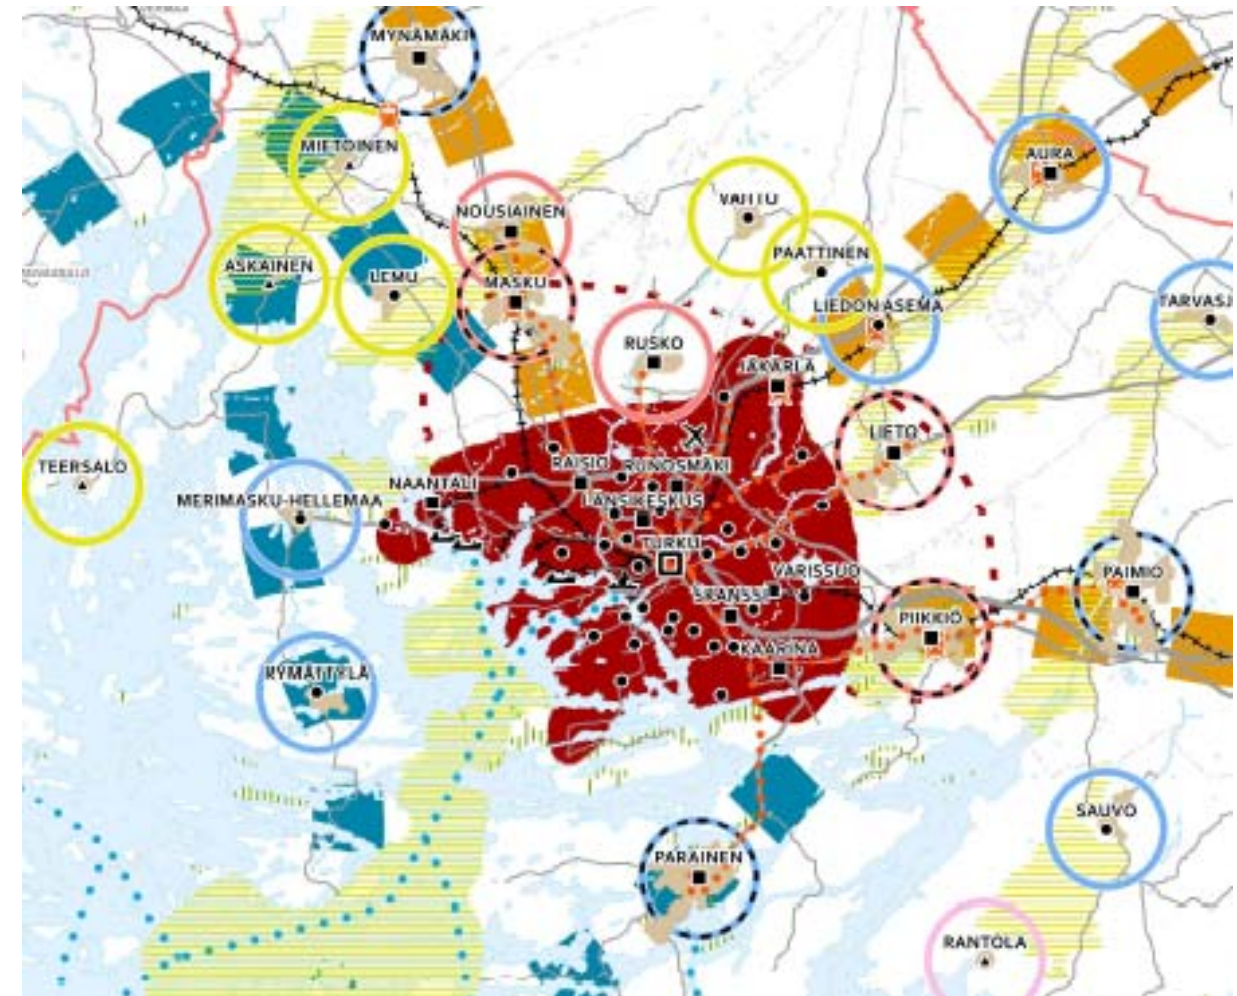 MYNÄMÄKI
MIETOINEN
AURA
NOUSIAINEN
VAHTO
PAATTINEN
ASKAINEN
LEMU
MASKU
LIEDON ASEMA
TARVASJ
RUSKO
JÄKÄRLÄ
LIETO
TEERSALO
RAISIO
RUNOSMÄKI
NAANTALI
MERIMASKU-HELLEMAA
LÄNSIKESKUS
TURKU
VARISSUO
PAIMIO
SKANSSI
PIIKKIÖ
KAARINA
RYMÄTTYLÄ
SAUVO
PARAINEN
RANTOLA